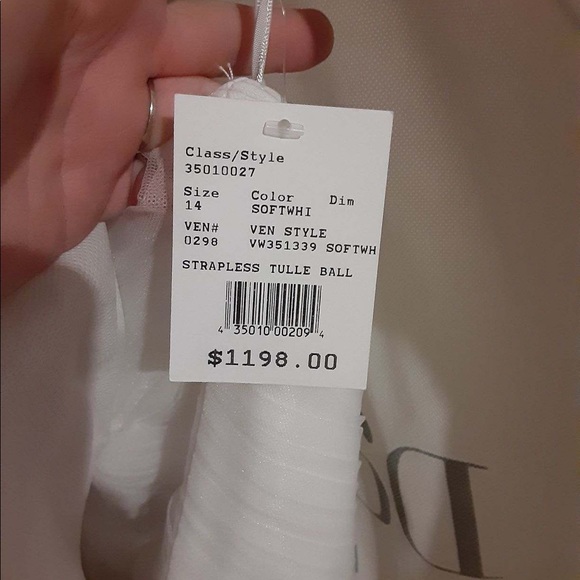 Class/Style
35010027
Size Color Dim
14 SOFTWHI
VEN# VEN STYLE
0298 VW351339 SOFTWH
STRAPLESS TULLE BALL
4 35010 00209 4
$1198.00